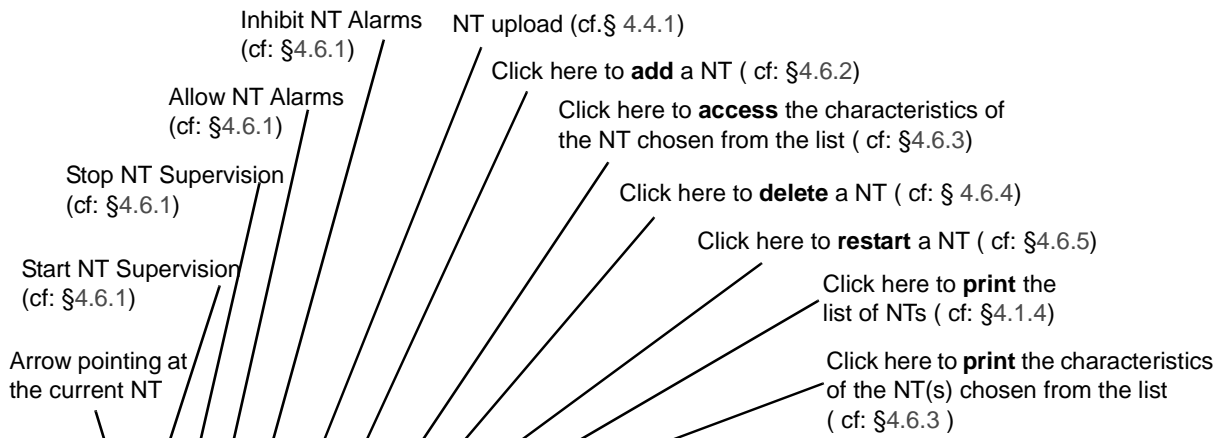 Inhibit NT Alarms
(cf: §4.6.1)
NT upload (cf.§ 4.4.1)
Click here to add a NT ( cf: §4.6.2)
Allow NT Alarms
(cf: §4.6.1)
Click here to access the characteristics of
the NT chosen from the list ( cf: §4.6.3)
Stop NT Supervision
(cf: §4.6.1)
Click here to delete a NT ( cf: § 4.6.4)
Click here to restart a NT ( cf: §4.6.5)
Start NT Supervision
(cf: §4.6.1)
Click here to print the
list of NTs ( cf: §4.1.4)
Arrow pointing at
the current NT
Click here to print the characteristics
of the NT(s) chosen from the list
( cf: §4.6.3 )